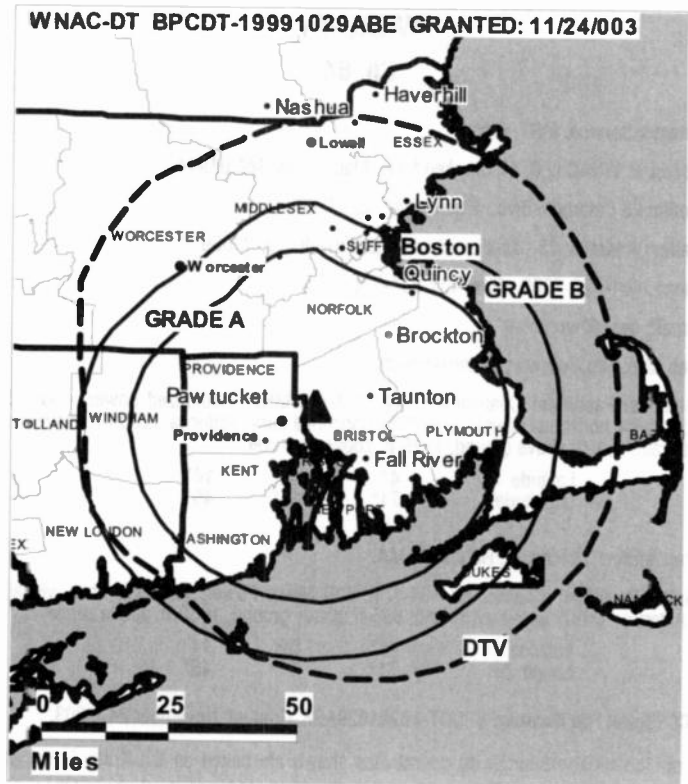 WNAC-DT BPCDT-19991029ABE GRANTED: 11/24/003
Nashua
Haverhill
Lowell
ESSEX
MIDDLESEX
Lynn
WORCESTER
SUFF
Boston
Worcester
Quincy
NORFOLK
GRADE B
GRADE A
Brockton
PROVIDENCE
Pawtucket
Taunton
TOLLAND
WINDHAM
Providence
BRISTOL
PLYMOUTH
BA
KENT
Fall River
NEW LONDON
ASHINGTON
EX
DUKES
DTV
0 25 50
Miles